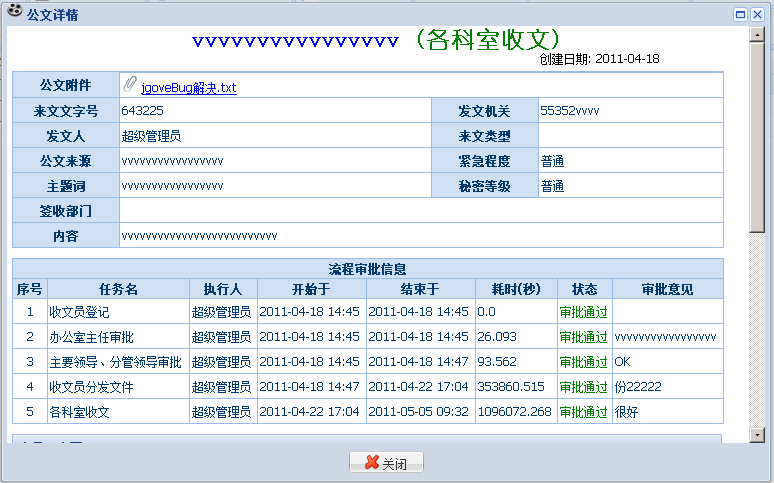 公文详情
vvvvvvvvvvvvvvvv (各科室收文)
创建日期: 2011-04-18
公文附件 jgoveBug解决.txt
来文文字号 643225 发文机关 55352vvvv
发文人 超级管理员 来文类型
公文来源 vvvvvvvvvvvvvvvvv 紧急程度 普通
主题词 vvvvvvvvvvvvvvvvv 秘密等级 普通
签收部门
内容 vvvvvvvvvvvvvvvvvvvvvvvvvv
流程审批信息
序号 任务名 执行人 开始于 结束于 耗时(秒) 状态 审批意见
1 收文员登记 超级管理员 2011-04-18 14:45 2011-04-18 14:45 0.0 审批通过
2 办公室主任审批 超级管理员 2011-04-18 14:45 2011-04-18 14:45 26.093 审批通过 vvvvvvvvvvvvvvvvv
3 主要领导、分管领导审批 超级管理员 2011-04-18 14:45 2011-04-18 14:47 93.562 审批通过 OK
4 收文员分发文件 超级管理员 2011-04-18 14:47 2011-04-22 17:04 353860.515 审批通过 份22222
5 各科室收文 超级管理员 2011-04-22 17:04 2011-05-05 09:32 1096072.268 审批通过 很好
关闭